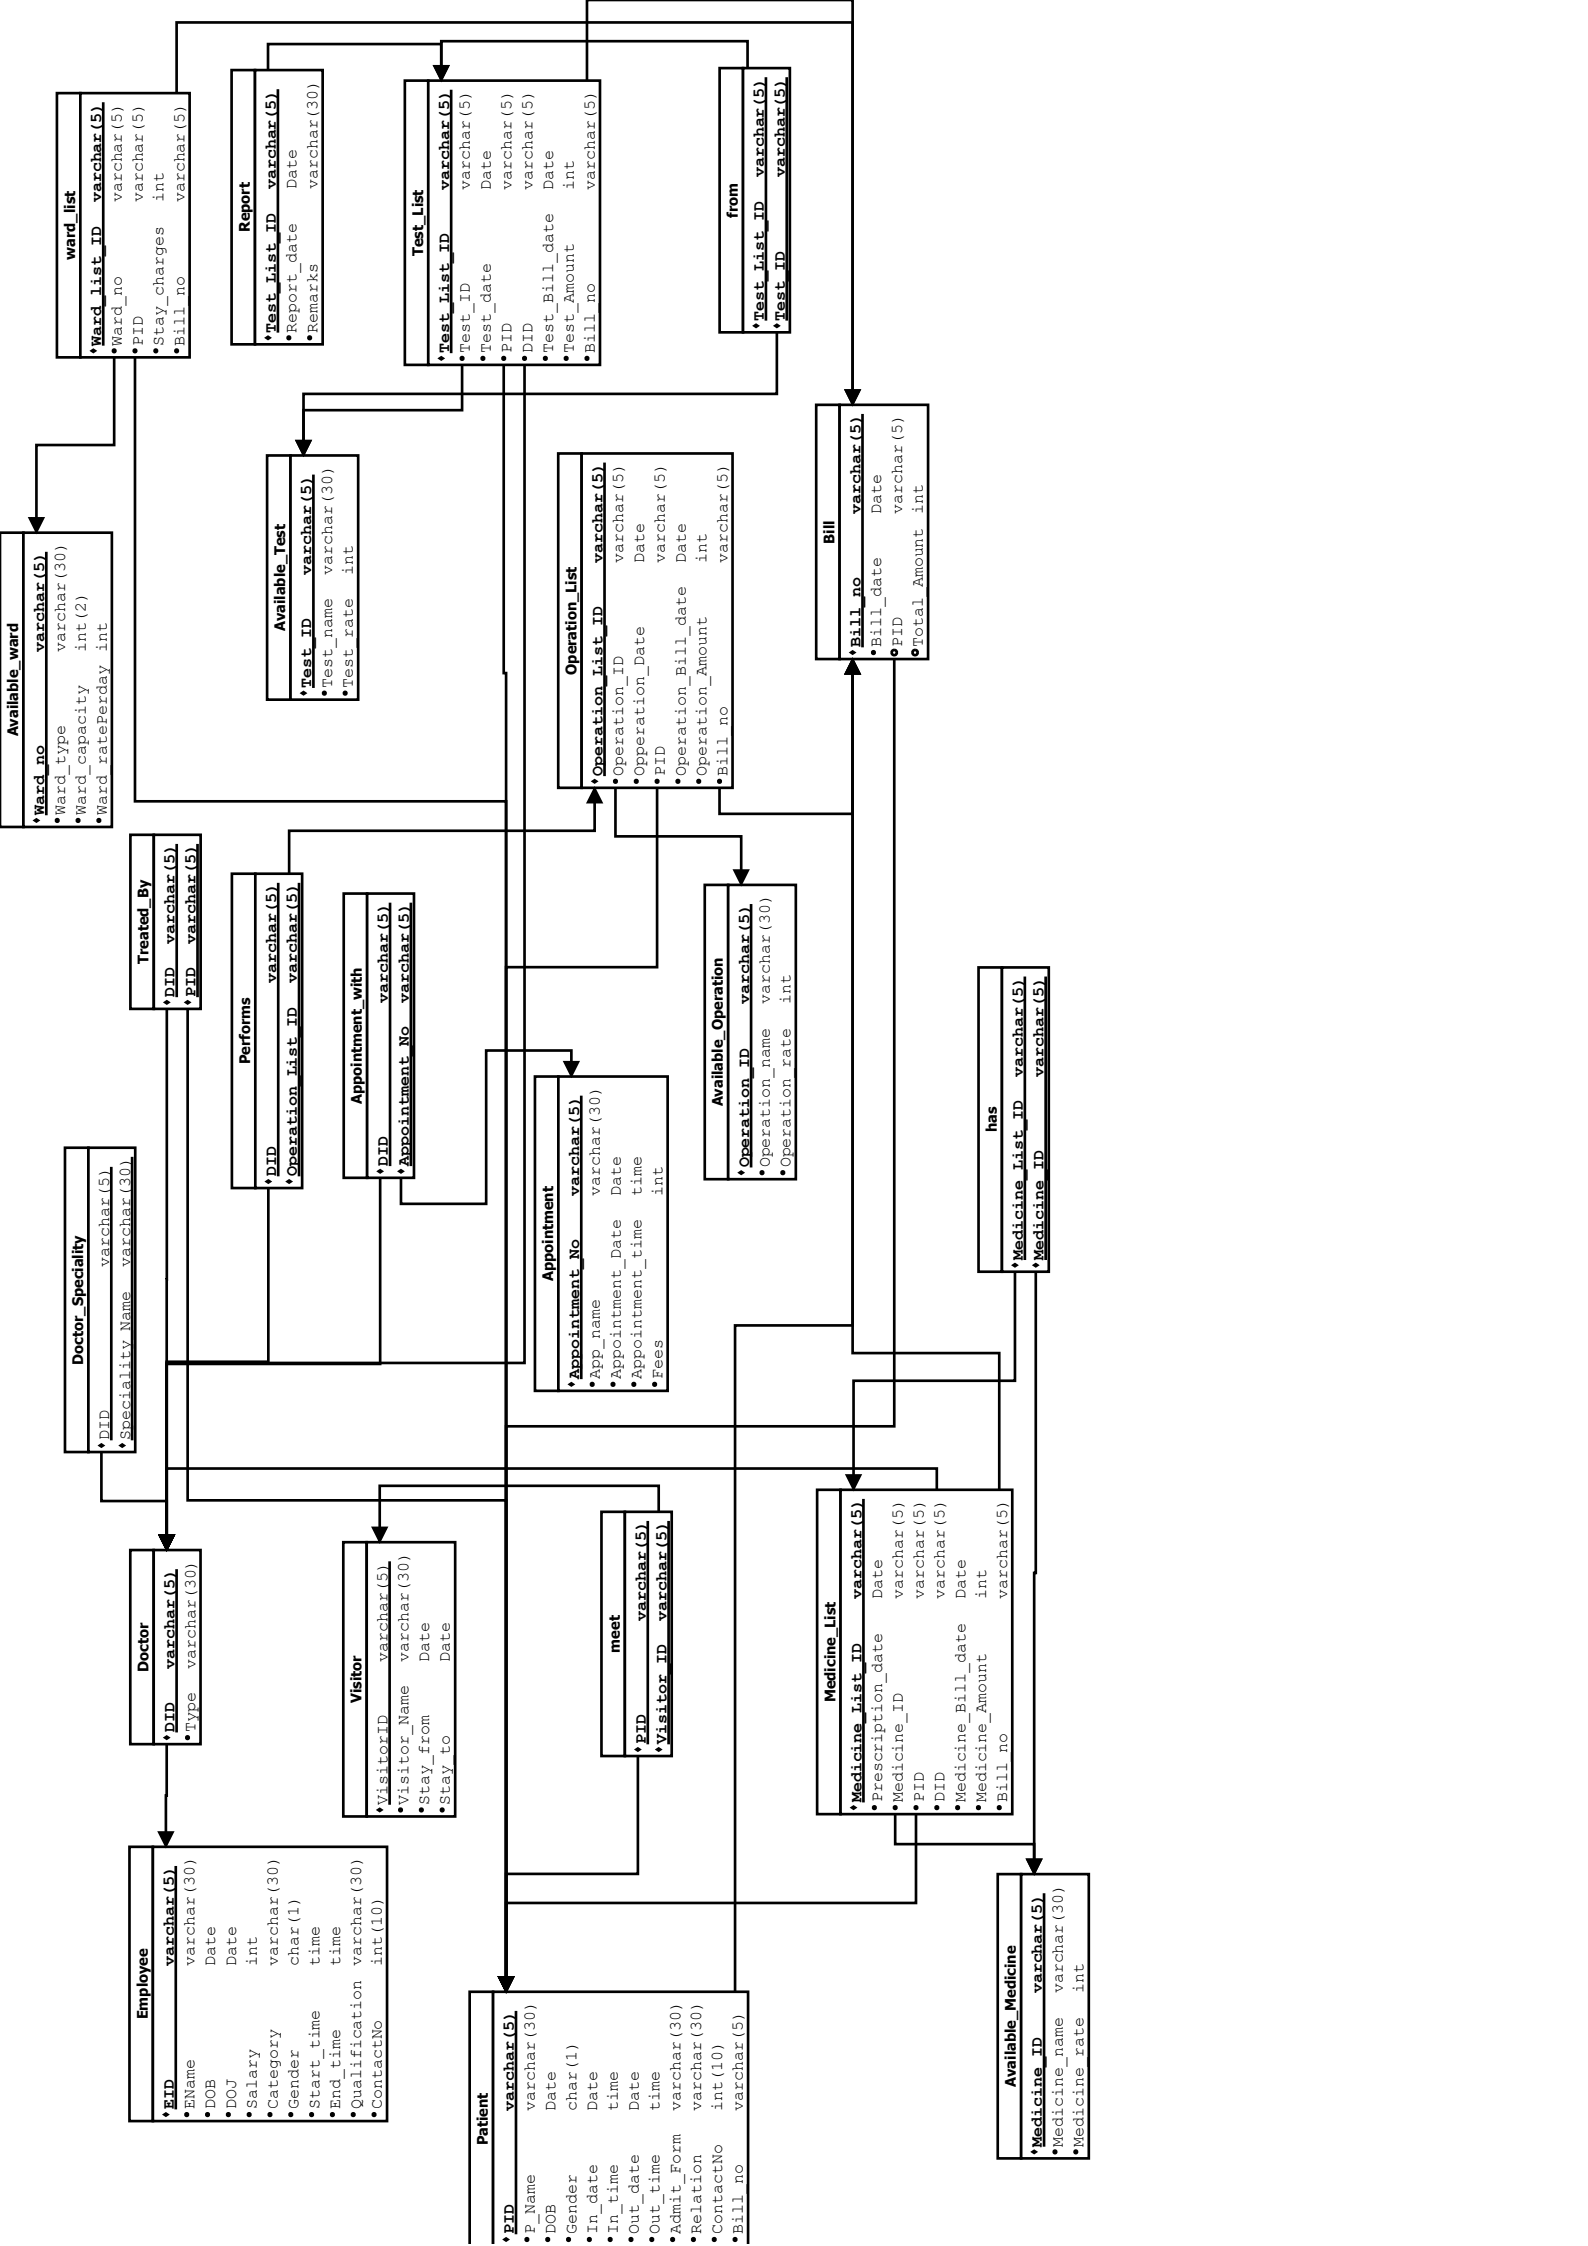 ward_list
Ward_list_ID varchar(5)
Ward_no varchar(5)
PID varchar(5)
Stay_charges int
Bill_no varchar(5)
Report
Test_List_ID varchar(5)
Report_date Date
Remarks varchar(30)
Test_List
Test_List_ID varchar(5)
Test_ID varchar(5)
Test_date Date
PID varchar(5)
DID varchar(5)
Test_Bill_date Date
Test_Amount int
Bill_no varchar(5)
from
Test_List_ID varchar(5)
Test_ID varchar(5)
Available_ward
Ward_no varchar(5)
Ward_type varchar(30)
Ward_capacity int(2)
Ward_ratePerday int
Available_Test
Test_ID varchar(5)
Test_name varchar(30)
Test_rate int
Operation_List
Operation_List_ID varchar(5)
Operation_ID varchar(5)
Opperation_Date Date
PID varchar(5)
Operation_Bill_date Date
Operation_Amount int
Bill_no varchar(5)
Bill
Bill_no varchar(5)
Bill_date Date
PID varchar(5)
Total_Amount int
Treated_By
DID varchar(5)
PID varchar(5)
Performs
DID varchar(5)
Operation_List_ID varchar(5)
Appointment_with
DID varchar(5)
Appointment_No varchar(5)
Available_Operation
Operation_ID varchar(5)
Operation_name varchar(30)
Operation_rate int
Doctor_Speciality
DID varchar(5)
Speciality_Name varchar(30)
Appointment
Appointment_No varchar(5)
App_name varchar(30)
Appointment_Date Date
Appointment_time time
Fees int
has
Medicine_List_ID varchar(5)
Medicine_ID varchar(5)
Doctor
DID varchar(5)
Type varchar(30)
Visitor
VisitorID varchar(5)
Visitor_Name varchar(30)
Stay_from Date
Stay_to Date
meet
PID varchar(5)
Visitor_ID varchar(5)
Medicine_List
Medicine_List_ID varchar(5)
Prescription_date Date
Medicine_ID varchar(5)
PID varchar(5)
DID varchar(5)
Medicine_Bill_date Date
Medicine_Amount int
Bill_no varchar(5)
Employee
EID varchar(5)
EName varchar(30)
DOB Date
DOJ Date
Salary int
Category varchar(30)
Gender char(1)
Start_time time
End_time time
Qualification varchar(30)
ContactNo int(10)
Patient
PID varchar(5)
P_Name varchar(30)
DOB Date
Gender char(1)
In_date Date
In_time time
Out_date Date
Out_time time
Admit_Form varchar(30)
Relation varchar(30)
ContactNo int(10)
Bill_no varchar(5)
Available_Medicine
Medicine_ID varchar(5)
Medicine_name varchar(30)
Medicine_rate int